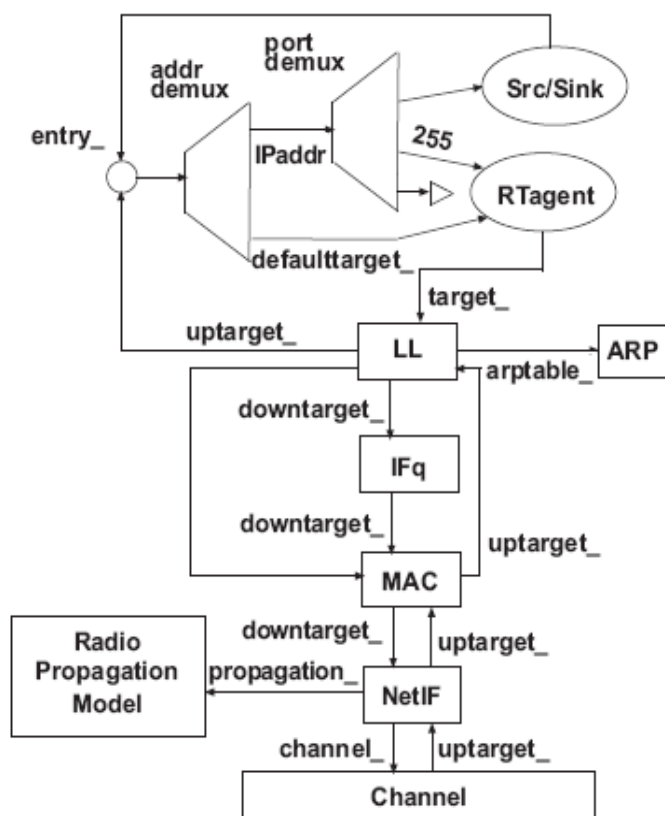 port
demux
addr
demux
Src/Sink
entry_
IPaddr
255
RTagent
defaulttarget_
target_
uptarget_
LL
ARP
arptable_
downtarget_
IFq
downtarget_
uptarget_
MAC
downtarget_
uptarget_
Radio
Propagation
Model
propagation_
NetIF
channel_
uptarget_
Channel